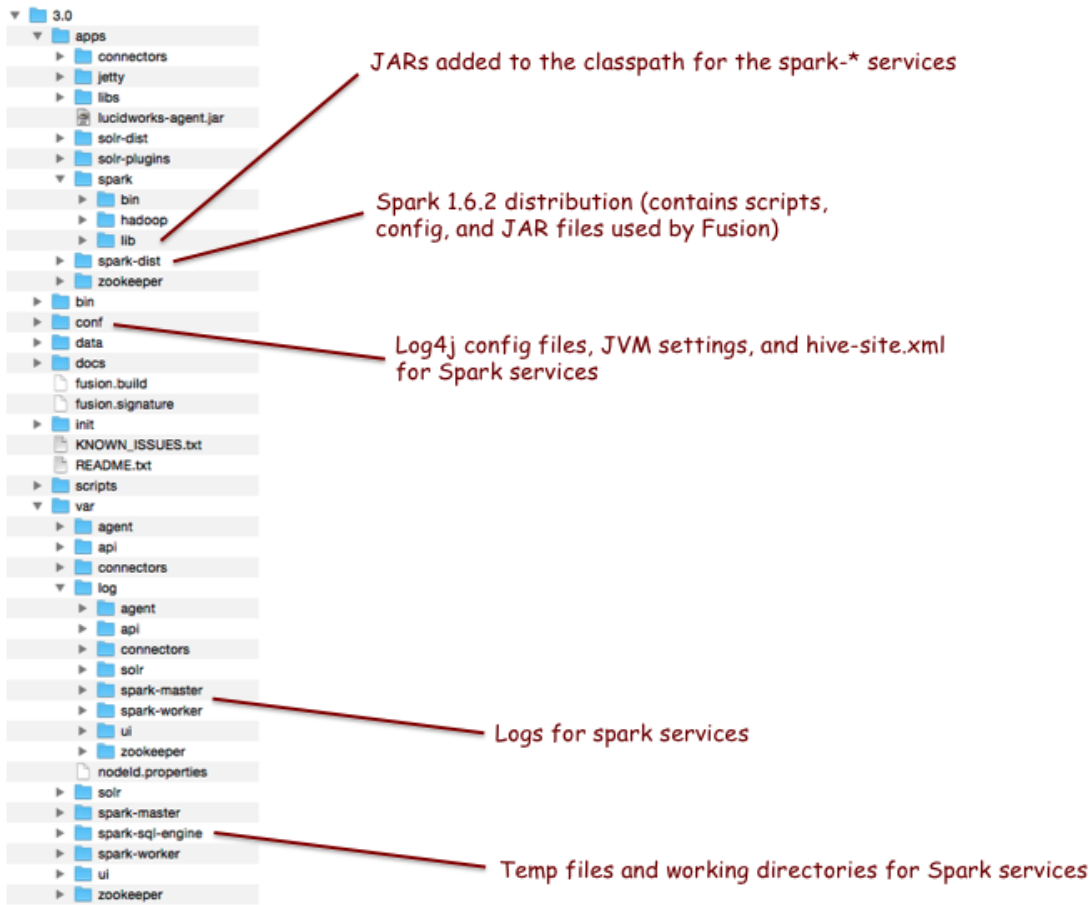 3.0
apps
connectors
jetty
libs
lucidworks-agent.jar
solr-dist
solr-plugins
spark
bin
hadoop
lib
spark-dist
zookeeper
bin
conf
data
docs
fusion.build
fusion.signature
init
KNOWN_ISSUES.txt
README.txt
scripts
var
agent
api
connectors
log
agent
api
connectors
solr
spark-master
spark-worker
ui
zookeeper
nodeId.properties
solr
spark-master
spark-sql-engine
spark-worker
ui
zookeeper
JARs added to the classpath for the spark-* services
Spark 1.6.2 distribution (contains scripts,
config, and JAR files used by Fusion)
Log4j config files, JVM settings, and hive-site.xml
for Spark services
Logs for spark services
Temp files and working directories for Spark services